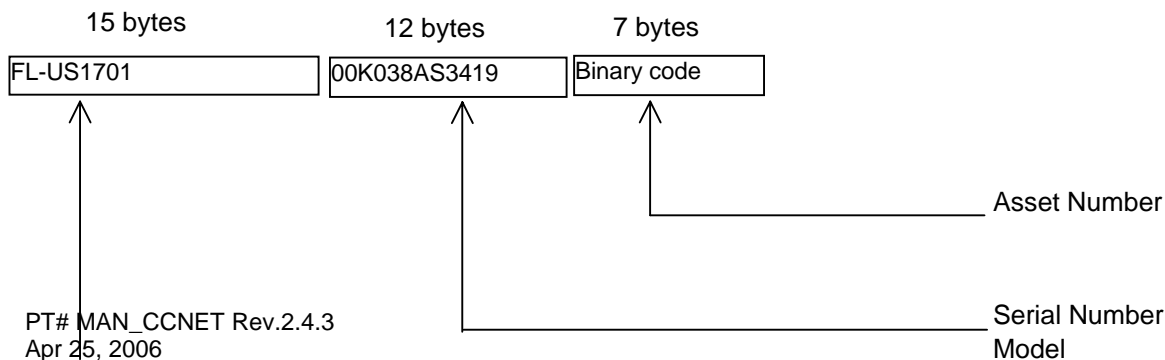 15 bytes 12 bytes 7 bytes
FL-US1701 00K038AS3419 Binary code
Asset Number
Serial Number
PT# MAN_CCNET Rev.2.4.3
Apr 25, 2006
Model